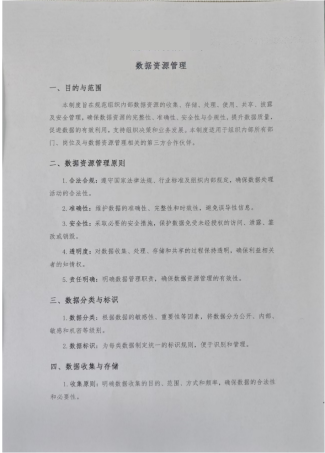 数据资源管理
一、目的与范围
本制度旨在规范组织内部数据资源的收集、存储、处理、使用、共享、披露
及安全管理，确保数据资源的完整性、准确性、安全性与合规性，提升数据质量，
促进数据的有效利用，支持组织决策和业务发展。本制度适用于组织内部所有部
门、岗位及与数据资源管理相关的第三方合作伙伴。
二、数据资源管理原则
1.合法合规：遵守国家法律法规、行业标准及组织内部规定，确保数据处理
活动的合法性。
2.准确性：维护数据的准确性、完整性和时效性，避免误导性信息。
3.安全性：采取必要的安全措施，保护数据免受未经授权的访问、泄露、篡
改或销毁。
4.透明度：对数据收集、处理、存储和共享的过程保持透明，确保利益相关
者的知情权。
5.责任明确：明确数据管理职责，确保数据资源管理的有效性。
三、数据分类与标识
1.数据分类：根据数据的敏感性、重要性等因素，将数据分为公开、内部、
敏感和机密等级别。
2.数据标识：为每类数据制定统一的标识规则，便于识别和管理。
四、数据收集与存储
1.收集原则：明确数据收集的目的、范围、方式和频率，确保数据的合法性
和必要性。